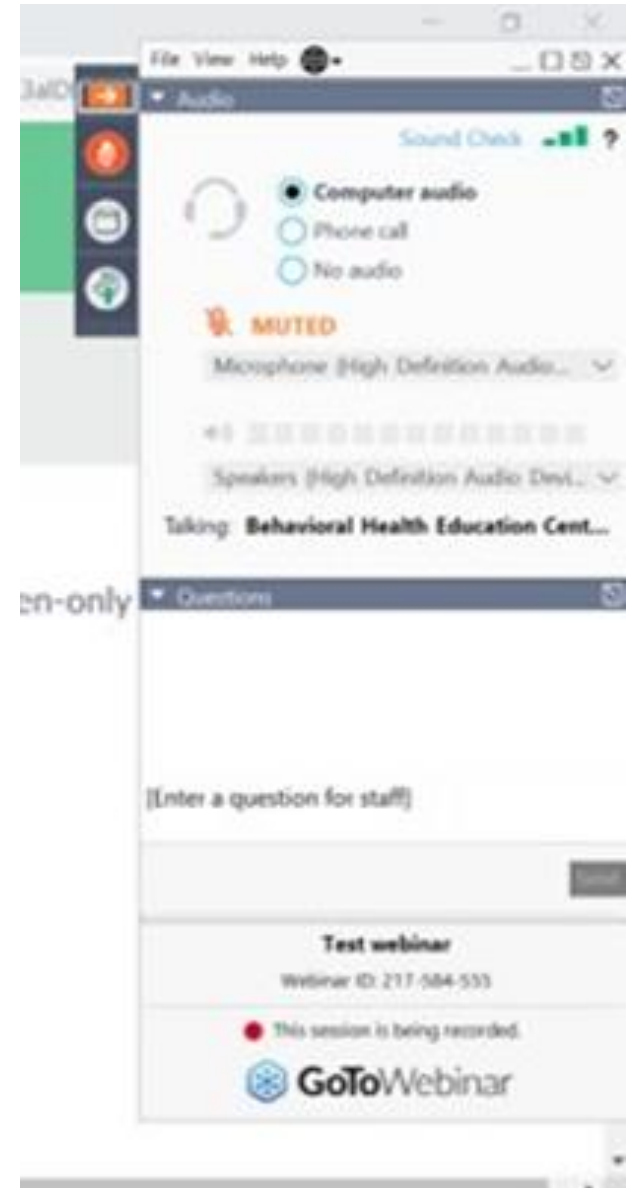 File View Help
3aID
Audio
Sound Check ?
Computer audio
Phone call
No audio
MUTED
Microphone (High Definition Audio...
Speakers (High Definition Audio Devi...
Talking: Behavioral Health Education Cent...
en-only
Questions
[Enter a question for staff]
Send
Test webinar
Webinar ID: 217-584-555
This session is being recorded.
GoToWebinar